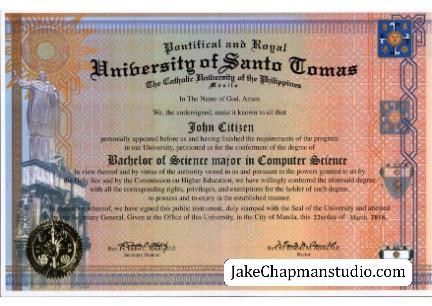 Pontifical and Royal
University of Santo Tomas
The Catholic University of the Philippines
Manila
In The Name of God, Amen.
We, the undersigned, make it known to all that
John Citizen
personally appeared before us and having finished the requirements of the program
in our University, petitioned us for the conferment of the degree of
Bachelor of Science major in Computer Science
In view thereof and by virtue of the authority vested in us and pursuant to the powers granted to us by
the Holy See and by the Commission on Higher Education, we have willingly conferred the aforesaid degree
with all the corresponding rights, privileges, and exemptions for the holder of such degree,
to possess and to enjoy in the established manner.
we have signed this public instrument, duly stamped with the Seal of the University and attested
Secretary General. Given at the Office of this University, in the City of Manila, this day of March, 2018.
Secretary General
Rector
JakeChapmanstudio.com